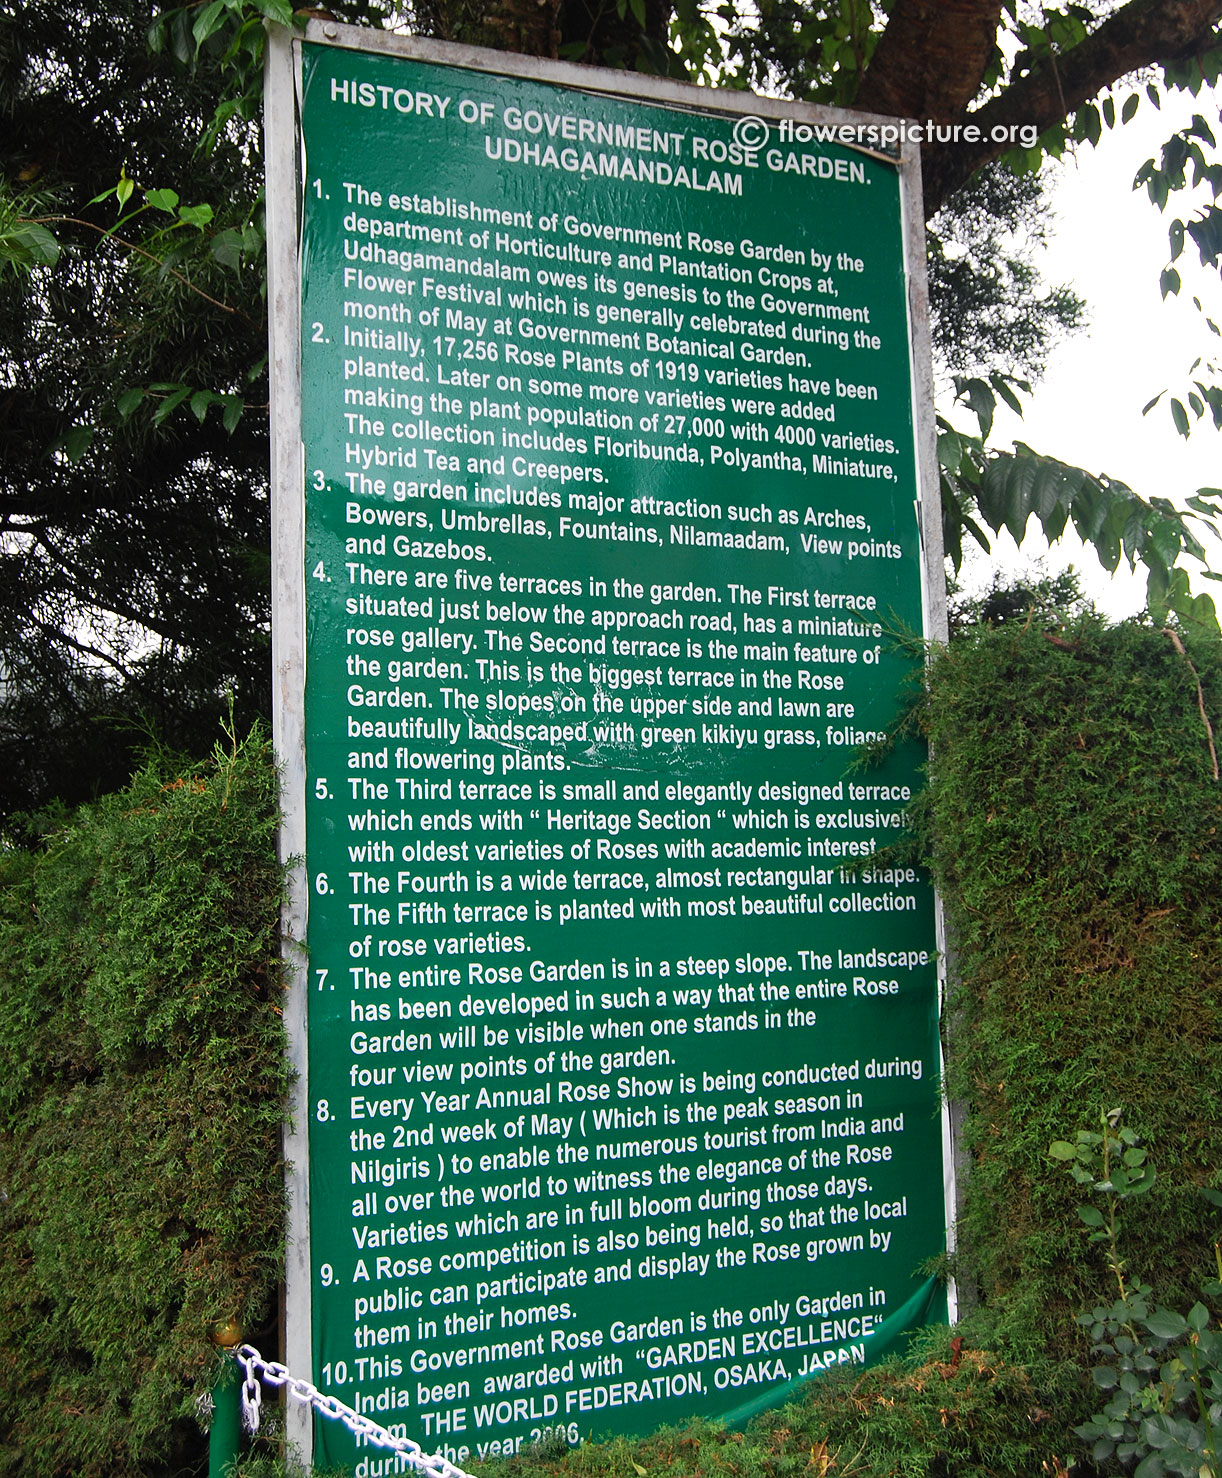 HISTORY OF GOVERNMENT ROSE GARDEN.
© flowerspicture.org
UDHAGAMANDALAM
1. The establishment of Government Rose Garden by the
department of Horticulture and Plantation Crops at,
Udhagamandalam owes its genesis to the Government
Flower Festival which is generally celebrated during the
month of May at Government Botanical Garden.
2. Initially, 17,256 Rose Plants of 1919 varieties have been
planted. Later on some more varieties were added
making the plant population of 27,000 with 4000 varieties.
The collection includes Floribunda, Polyantha, Miniature,
Hybrid Tea and Creepers.
3. The garden includes major attraction such as Arches,
Bowers, Umbrellas, Fountains, Nilamaadam, View points
and Gazebos.
4. There are five terraces in the garden. The First terrace
situated just below the approach road, has a miniature
rose gallery. The Second terrace is the main feature of
the garden. This is the biggest terrace in the Rose
Garden. The slopes on the upper side and lawn are
beautifully landscaped with green kikiyu grass, foliage
and flowering plants.
5. The Third terrace is small and elegantly designed terrace
which ends with “ Heritage Section “ which is exclusively
with oldest varieties of Roses with academic interest
6. The Fourth is a wide terrace, almost rectangular in shape.
The Fifth terrace is planted with most beautiful collection
of rose varieties.
7. The entire Rose Garden is in a steep slope. The landscape
has been developed in such a way that the entire Rose
Garden will be visible when one stands in the
four view points of the garden.
8. Every Year Annual Rose Show is being conducted during
the 2nd week of May ( Which is the peak season in
Nilgiris ) to enable the numerous tourist from India and
all over the world to witness the elegance of the Rose
Varieties which are in full bloom during those days.
9. A Rose competition is also being held, so that the local
public can participate and display the Rose grown by
them in their homes.
10.This Government Rose Garden is the only Garden in
India been awarded with “GARDEN EXCELLENCE“
from THE WORLD FEDERATION, OSAKA, JAPAN
during the year 2006.